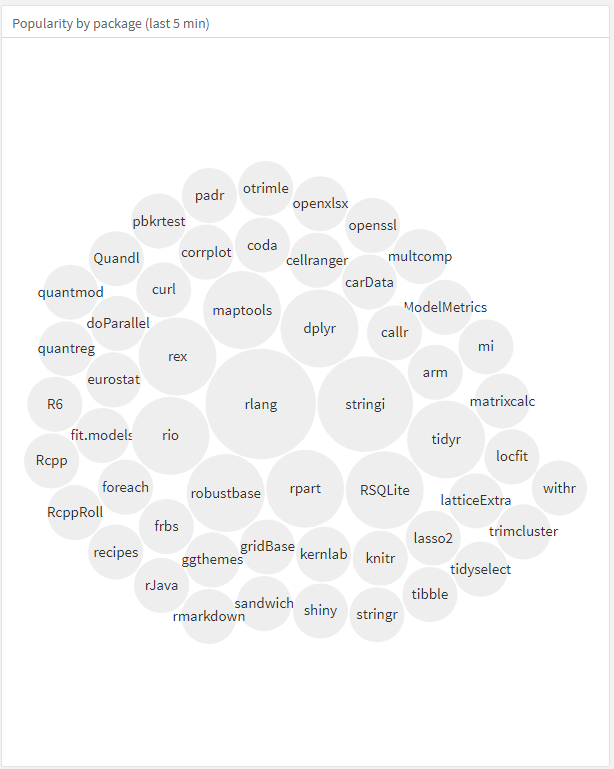 Popularity by package (last 5 min)
otrimle
padr
openxlsx
pbkrtest
openssl
coda
corrplot
multcomp
Quandl
cellranger
carData
curl
quantmod
ModelMetrics
maptools
doParallel
dplyr
callr
mi
quantreg
rex
arm
eurostat
matrixcalc
R6
rlang
stringi
fit.models
rio
tidyr
locfit
Rcpp
foreach
robustbase
rpart
RSQLite
withr
latticeExtra
RcppRoll
frbs
trimcluster
lasso2
gridBase
recipes
kernlab
ggthemes
knitr
tidyselect
rJava
tibble
sandwich
shiny
stringr
rmarkdown